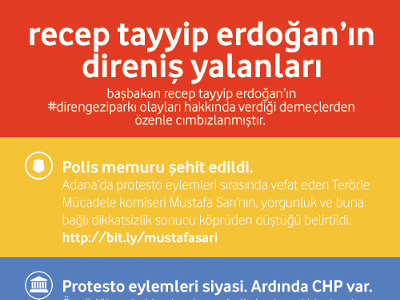 recep tayyip erdoğan'ın
direniş yalanları
başbakan recep tayyip erdoğan'ın
#direngeziparkı olayları hakkında verdiği demeçlerden
özenle cımbızlanmıştır.
Polis memuru şehit edildi.
Adana'da protesto eylemleri sırasında vefat eden Terörle
Mücadele komiseri Mustafa Sarı'nın, yorgunluk ve buna
bağlı dikkatsizlik sonucu köprüden düştüğü belirtildi.
http://bit.ly/mustafasari
Protesto eylemleri siyasi. Ardında CHP var.